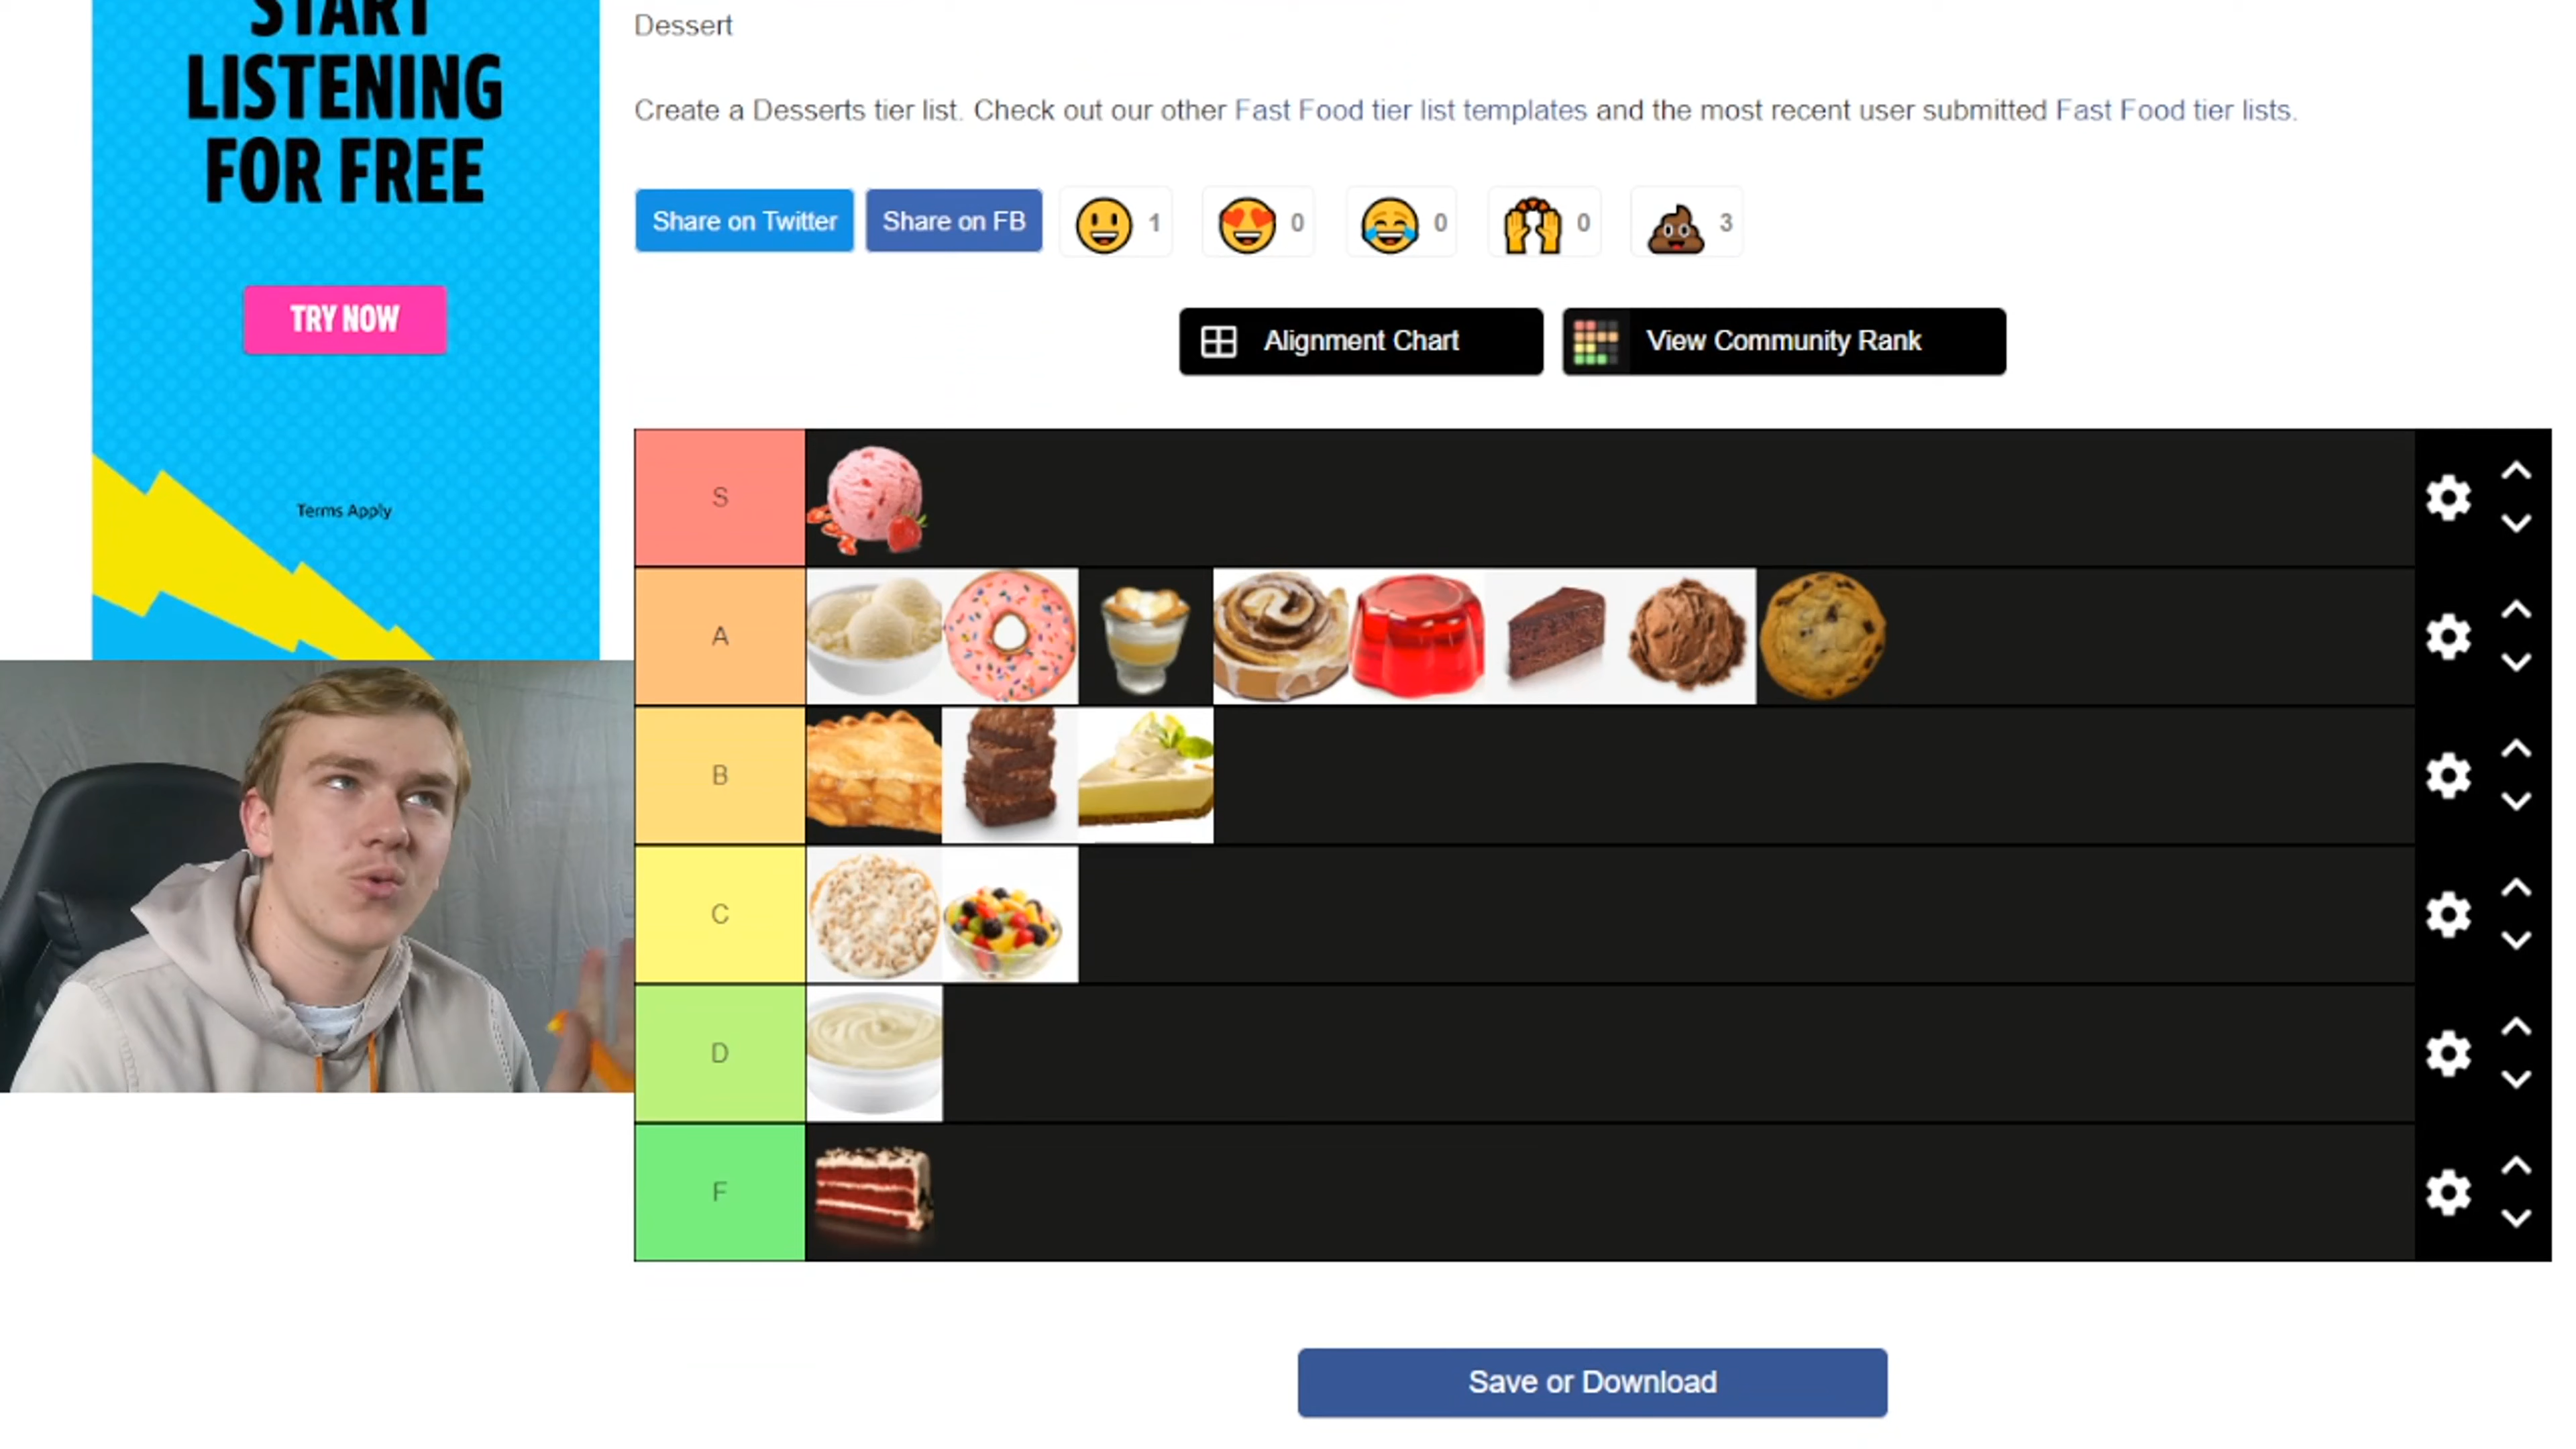 START
LISTENING
FOR FREE
TRY NOW
Terms Apply
Dessert
Create a Desserts tier list. Check out our other Fast Food tier list templates and the most recent user submitted Fast Food tier lists.
Share on Twitter
Share on FB
1
0
0
0
3
Alignment Chart
View Community Rank
S
A
B
C
D
F
Save or Download